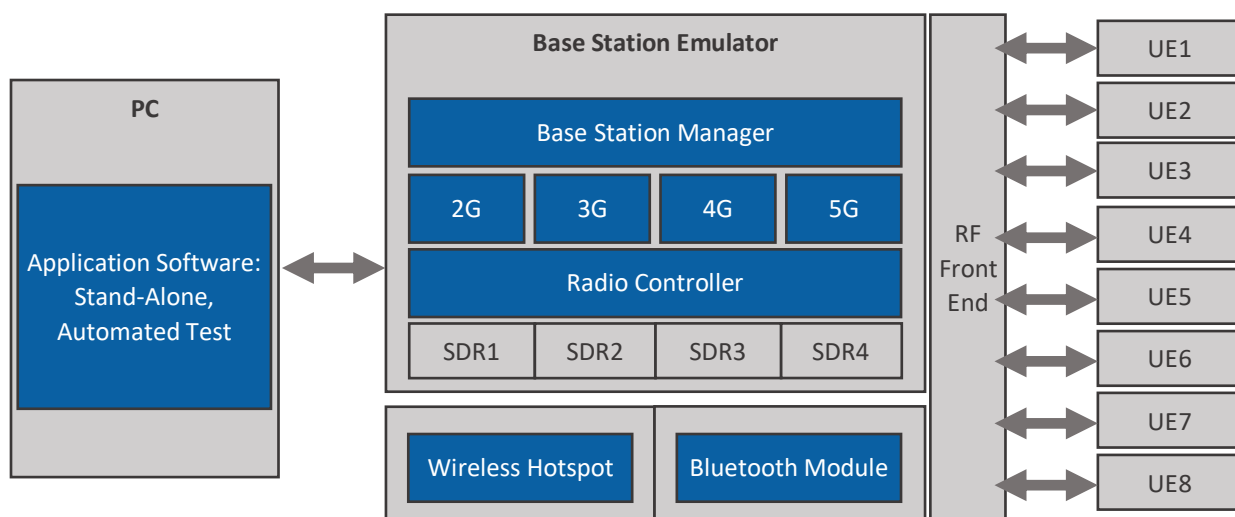 PC
Application Software:
Stand-Alone,
Automated Test
Base Station Emulator
Base Station Manager
2G
3G
4G
5G
Radio Controller
SDR1
SDR2
SDR3
SDR4
Wireless Hotspot
Bluetooth Module
RF
Front
End
UE1
UE2
UE3
UE4
UE5
UE6
UE7
UE8